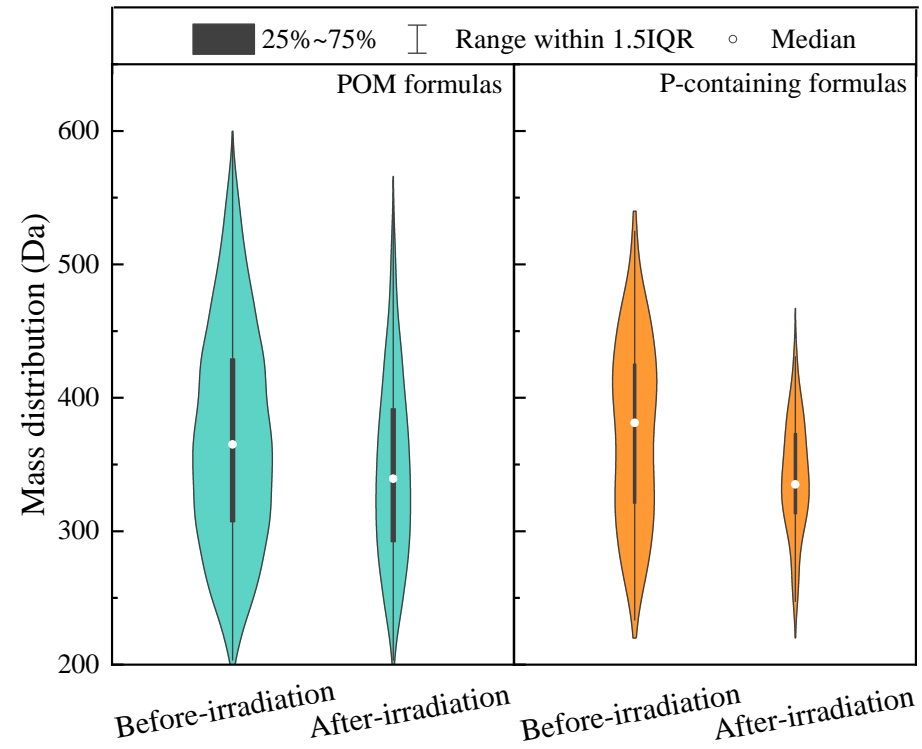 25%~75% Range within 1.5IQR Median
POM formulas P-containing formulas
Mass distribution (Da)
600
500
400
300
200
Before-irradiation After-irradiation Before-irradiation After-irradiation